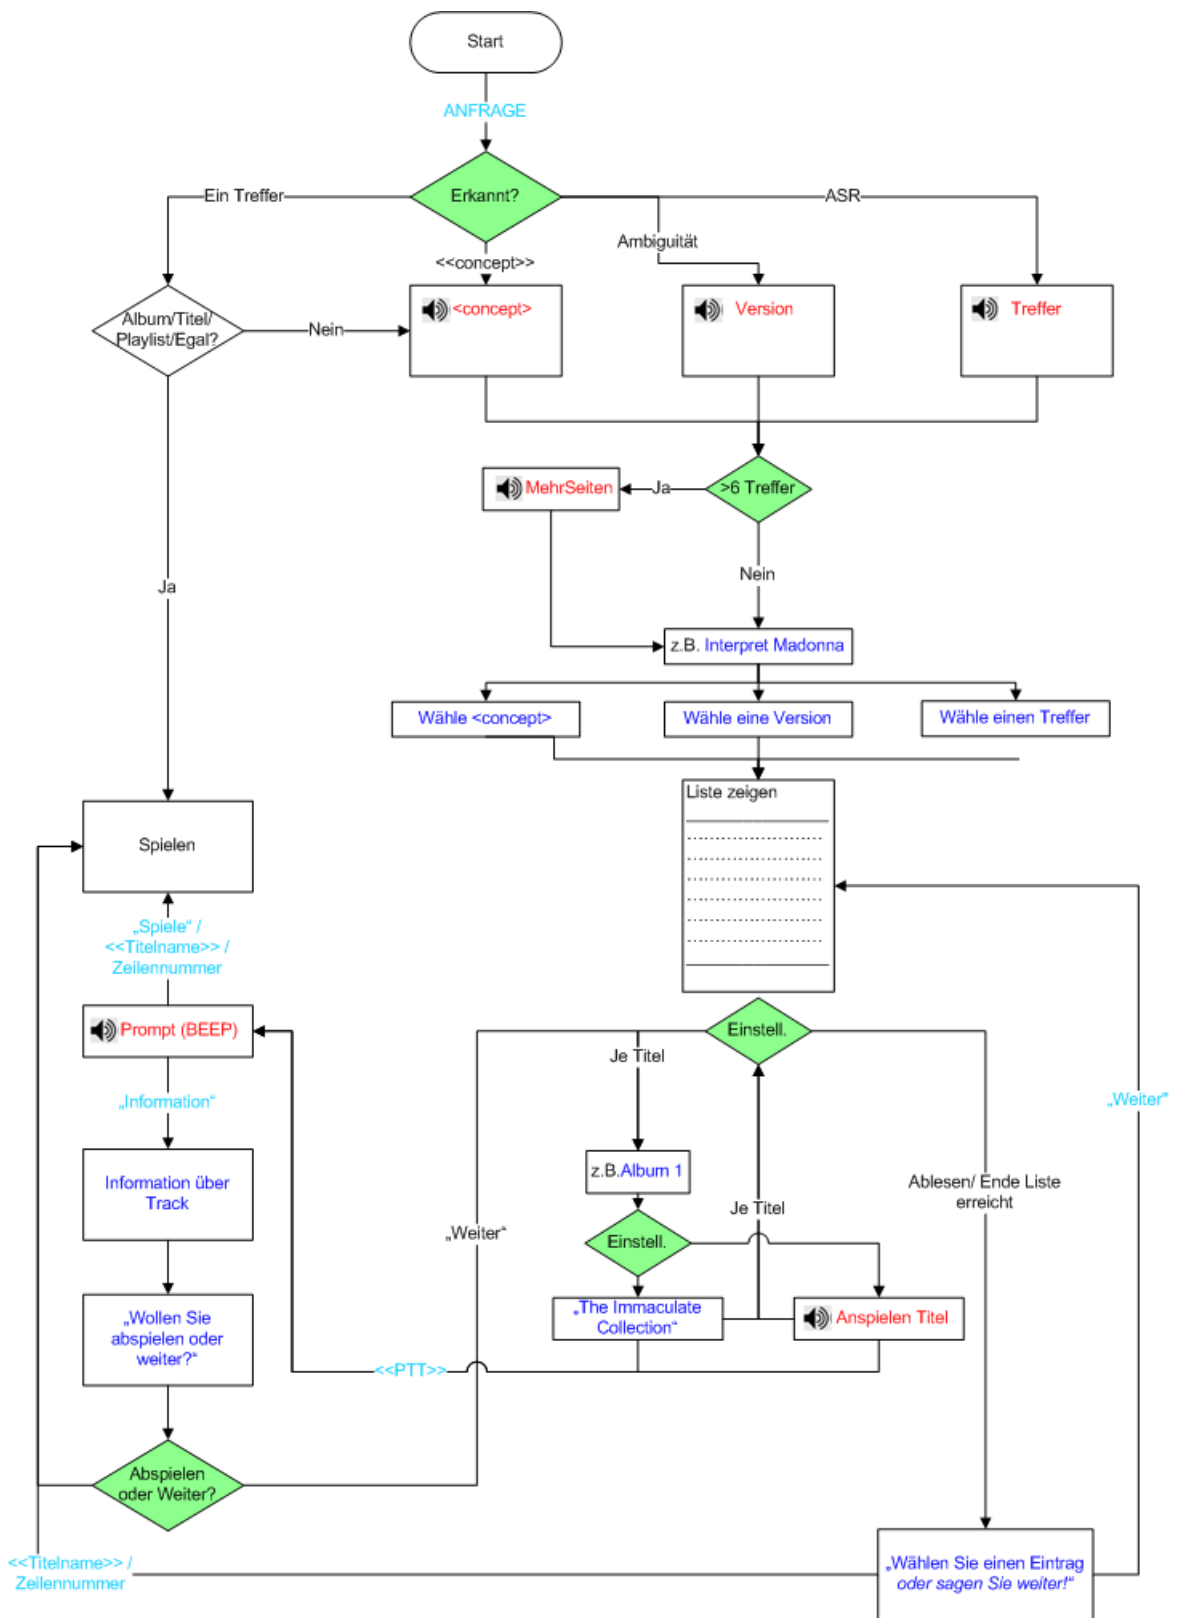 Start
ANFRAGE
Erkannt?
Ein Treffer
ASR
Ambiguität
<<concept>>
Album/Titel/
Playlist/Egal?
Nein
<concept>
Version
Treffer
MehrSeiten
Ja
>6 Treffer
Nein
Ja
z.B. Interpret Madonna
Wähle <concept>
Wähle eine Version
Wähle einen Treffer
Liste zeigen
Spielen
„Spiele“ /
<<Titelname>> /
Zeilennummer
Prompt (BEEP)
Einstell.
Je Titel
„Information“
„Weiter“
Information über
Track
z.B.Album 1
Ablesen/ Ende Liste
erreicht
Je Titel
„Weiter“
Einstell.
„The Immaculate
Collection“
Anspielen Titel
„Wollen Sie
abspielen oder
weiter?“
<<PTT>>
Abspielen
oder Weiter?
<<Titelname>> /
Zeilennummer
„Wählen Sie einen Eintrag
oder sagen Sie weiter!“